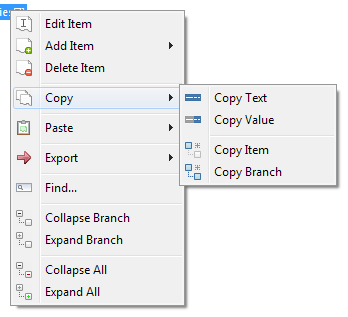 Edit Item
Add Item
Delete Item
Copy
Paste
Export
Find...
Collapse Branch
Expand Branch
Collapse All
Expand All
Copy Text
Copy Value
Copy Item
Copy Branch